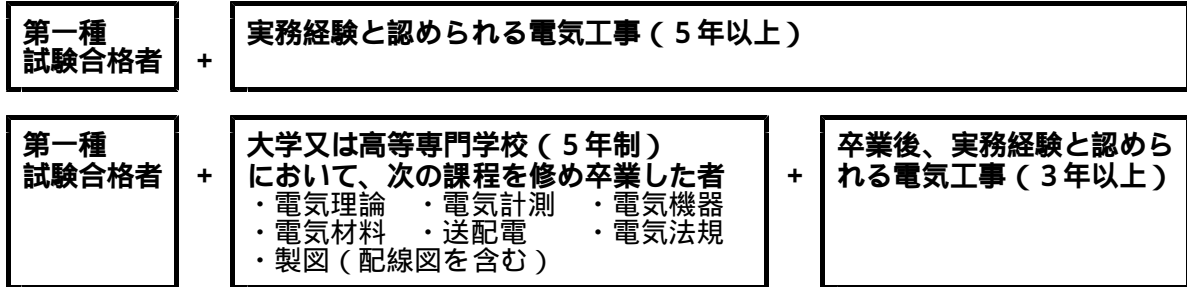 第一種
試験合格者
+
実務経験と認められる電気工事（５年以上）
第一種
試験合格者
+
大学又は高等専門学校（５年制）
において、次の課程を修め卒業した者
・電気理論　・電気計測　・電気機器
・電気材料　・送配電　・電気法規
・製図（配線図を含む）
+
卒業後、実務経験と認めら
れる電気工事（３年以上）